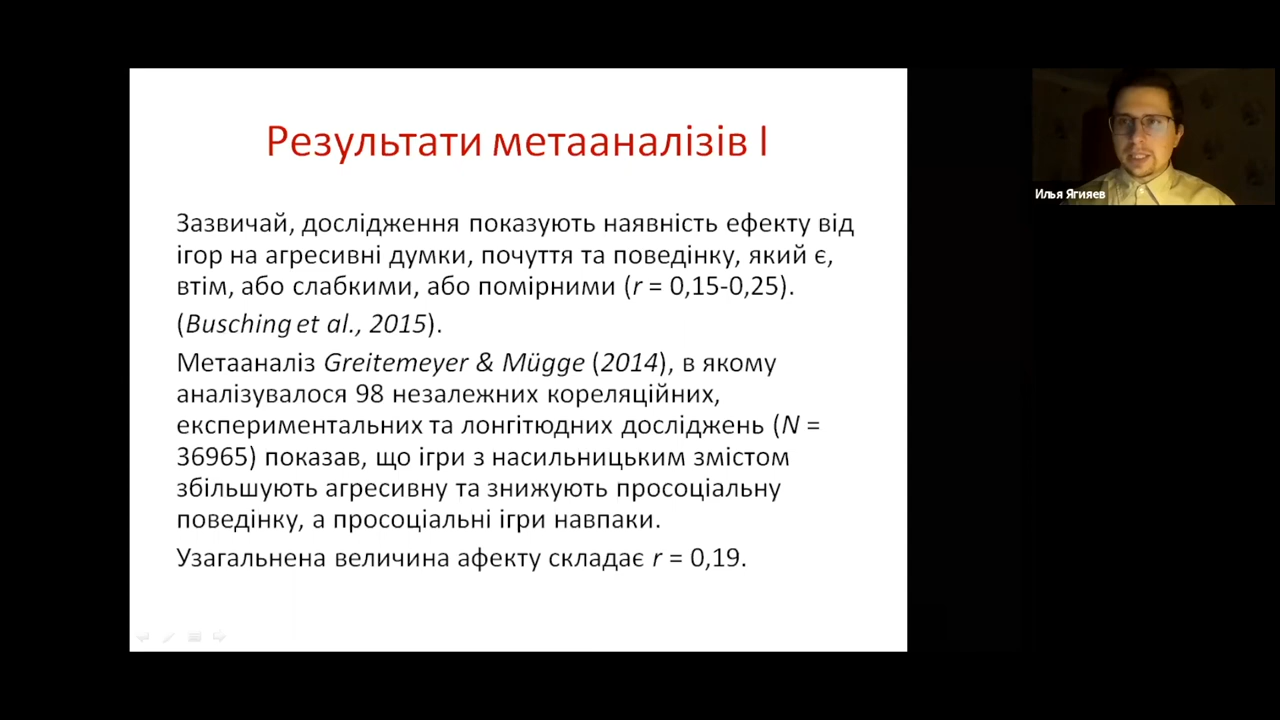 Результати метааналізів І
Зазвичай, дослідження показують наявність ефекту від
ігор на агресивні думки, почуття та поведінку, який є,
втім, або слабкими, або помірними (r = 0,15-0,25).
(Busching et al., 2015).
Метааналіз Greitemeyer & Mügge (2014), в якому
аналізувалося 98 незалежних кореляційних,
експериментальних та лонгітюдних досліджень (N =
36965) показав, що ігри з насильницьким змістом
збільшують агресивну та знижують просоціальну
поведінку, а просоціальні ігри навпаки.
Узагальнена величина афекту складає r = 0,19.
Илья Ягияев